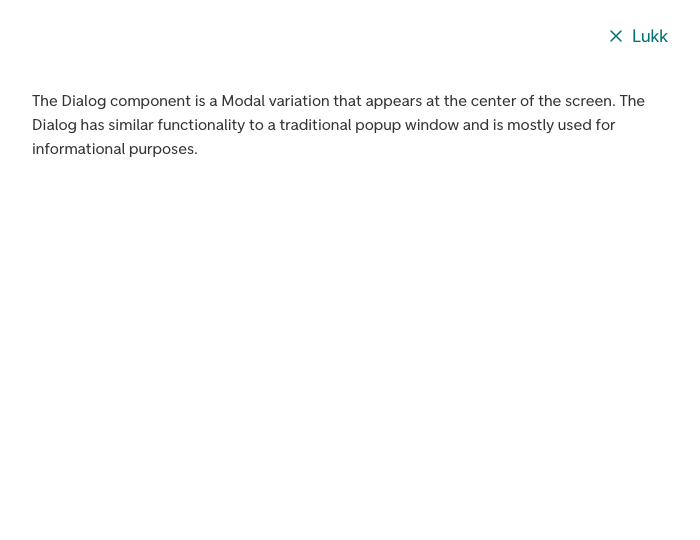 Lukk
The Dialog component is a Modal variation that appears at the center of the screen. The
Dialog has similar functionality to a traditional popup window and is mostly used for
informational purposes.